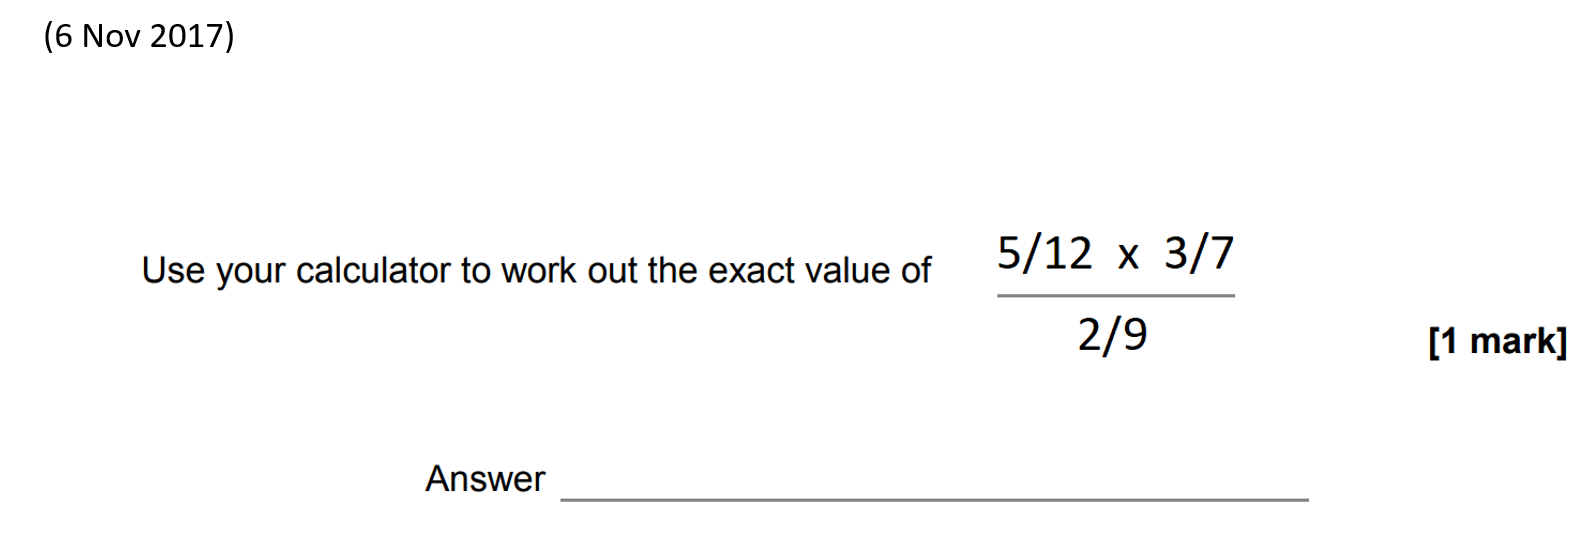 (6 Nov 2017)
Use your calculator to work out the exact value of
5/12 x 3/7
2/9
[1 mark]
Answer